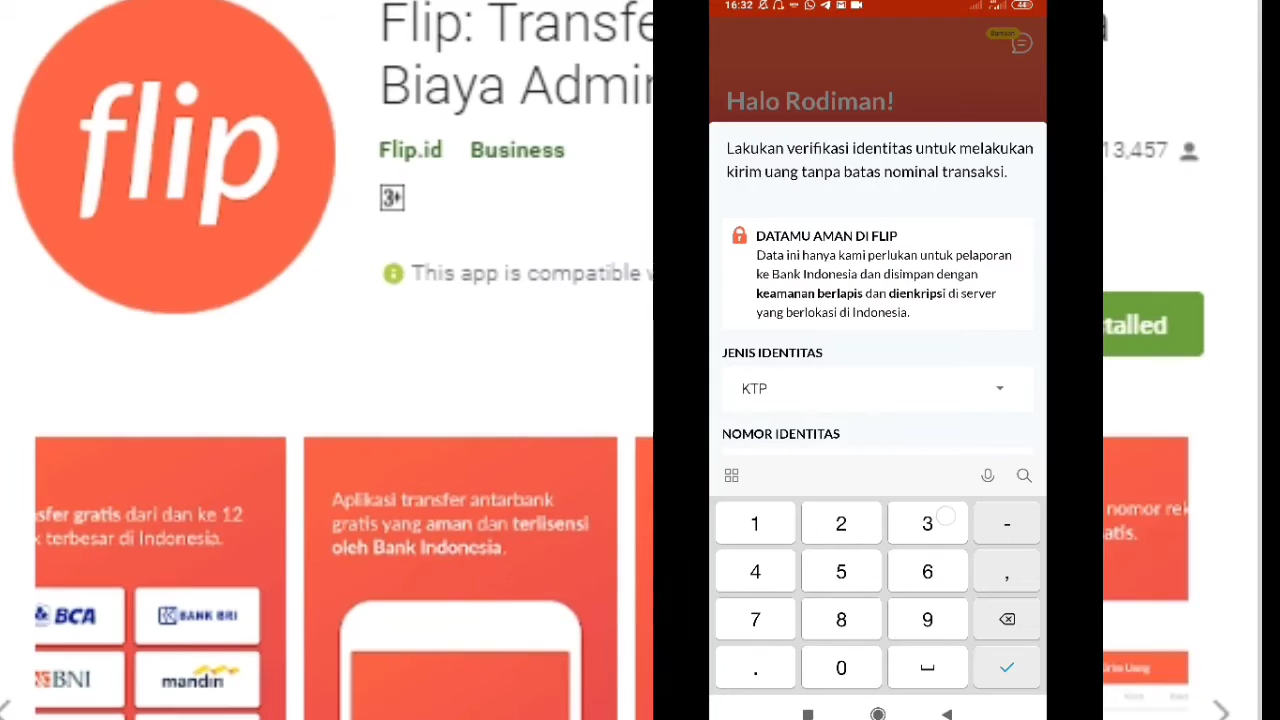 flip
Flip: Transfe
Biaya Admin
Flip.id Business
3+
This app is compatible
13,457
talled
sfer gratis dari dan ke 12
terbesar di Indonesia.
BCA
BANK BRI
BNI
mandiri
Aplikasi transfer antarbank
gratis yang aman dan terlisensi
oleh Bank Indonesia.
nomor rek
atis.
16:32
44
Bantuan
Halo Rodiman!
Lakukan verifikasi identitas untuk melakukan
kirim uang tanpa batas nominal transaksi.
DATAMU AMAN DI FLIP
Data ini hanya kami perlukan untuk pelaporan
ke Bank Indonesia dan disimpan dengan
keamanan berlapis dan dienkripsi di server
yang berlokasi di Indonesia.
JENIS IDENTITAS
KTP
NOMOR IDENTITAS
1 2 3 -
4 5 6 ,
7 8 9
. 0